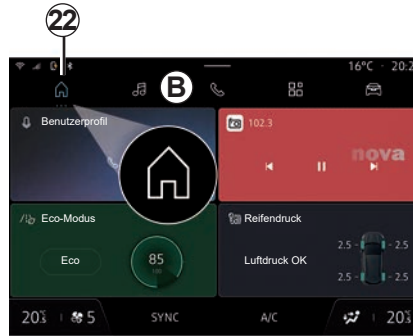 22
16°C · 20:2
B
Benutzerprofil
102.3
nova
Eco-Modus
Reifendruck
Eco
85
100
Luftdruck OK
2.5 - - 2.5
2.5 - - 2.5
20.5 5 SYNC A/C 20.5